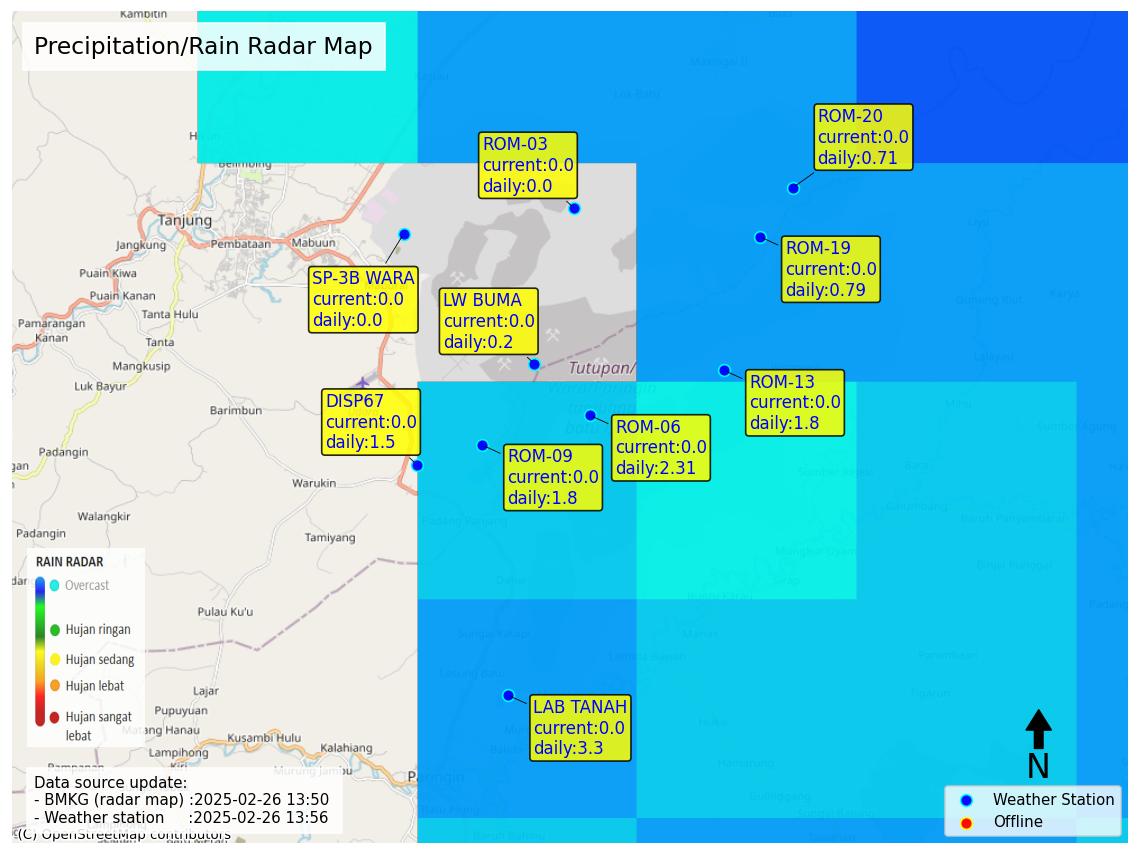 Kambitin
Precipitation/Rain Radar Map
ROM-20
current:0.0
daily:0.71
ROM-03
current:0.0
daily:0.0
Belimbing
Tanjung
Jangkung
Pembataan
Mabuun
ROM-19
current:0.0
daily:0.79
Puain Kiwa
Puain Kanan
SP-3B WARA
current:0.0
daily:0.0
LW BUMA
current:0.0
daily:0.2
Pamarangan
Kanan
Tanta Hulu
Tanta
Mangkusip
Luk Bayur
Tutupan/
ROM-13
current:0.0
daily:1.8
Barimbun
DISP67
current:0.0
daily:1.5
ROM-06
current:0.0
daily:2.31
ROM-09
current:0.0
daily:1.8
Padangin
Warukin
Walangkir
Padangin
Tamiyang
RAIN RADAR
Overcast
Hujan ringan
Hujan sedang
Hujan lebat
Hujan sangat
lebat
Pulau Ku'u
Lajar
Pupuyuan
Matang Hanau
Kusambi Hulu
Lampihong
Kalahiang
Murung Jambu
Pampanan
Paringin
LAB TANAH
current:0.0
daily:3.3
Data source update:
- BMKG (radar map) :2025-02-26 13:50
- Weather station :2025-02-26 13:56
(C) OpenStreetMap contributors
N
Weather Station
Offline